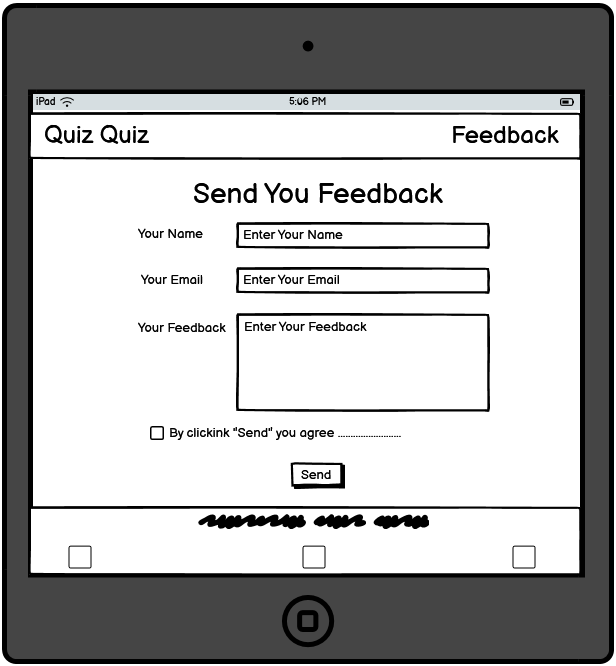 iPad 5:06 PM
Quiz Quiz Feedback
Send You Feedback
Your Name Enter Your Name
Your Email Enter Your Email
Your Feedback Enter Your Feedback
By clickink "Send" you agree ........................
Send